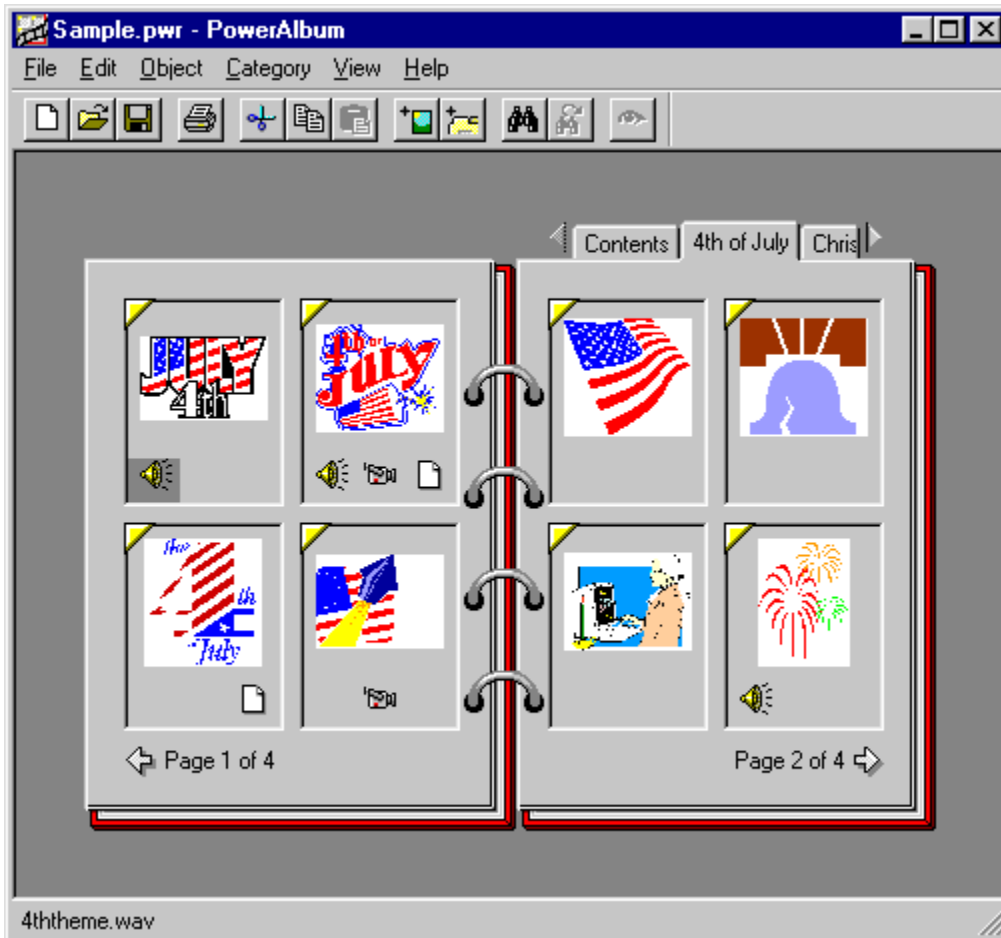 Sample.pwr - PowerAlbum
File Edit Object Category View Help
Contents 4th of July Chris
JULY
4th
4th of
July
the
4th
July
Page 1 of 4
Page 2 of 4
4ththeme.wav